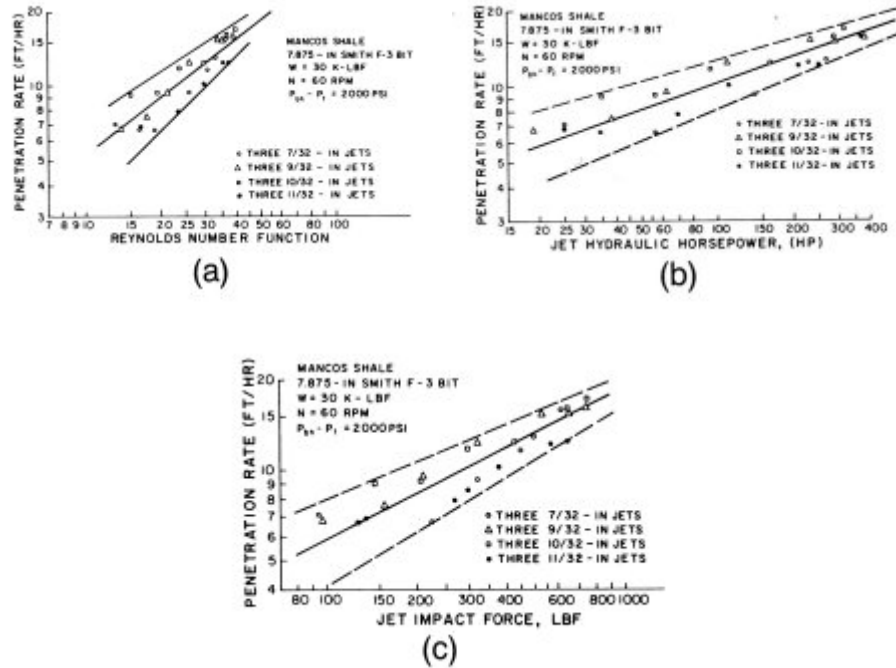 PENETRATION RATE (FT/HR)
20
15
10
9
8
7
6
5
4
3
MANCOS SHALE
7.875-IN SMITH F-3 BIT
W = 30 K-LBF
N = 60 RPM
P - P = 2000 PSI
THREE 7/32-IN JETS
THREE 9/32-IN JETS
THREE 10/32-IN JETS
THREE 11/32-IN JETS
7 8 9 10 15 20 25 30 40 50 60 80 100
REYNOLDS NUMBER FUNCTION
(a)
PENETRATION RATE (FT/HR)
20
15
10
9
8
7
6
5
4
3
MANCOS SHALE
7.875-IN SMITH F-3 BIT
W = 30 K-LBF
N = 60 RPM
P - P = 2000 PSI
THREE 7/32-IN JETS
THREE 9/32-IN JETS
THREE 10/32-IN JETS
THREE 11/32-IN JETS
15 20 25 30 40 50 60 80 100 150 200 300 400
JET HYDRAULIC HORSEPOWER, (HP)
(b)
PENETRATION RATE (FT/HR)
20
15
10
9
8
7
6
5
4
MANCOS SHALE
7.875-IN SMITH F-3 BIT
W = 30 K-LBF
N = 60 RPM
P - P = 2000 PSI
THREE 7/32-IN JETS
THREE 9/32-IN JETS
THREE 10/32-IN JETS
THREE 11/32-IN JETS
80 100 150 200 300 400 600 800 1000
JET IMPACT FORCE, LBF
(c)